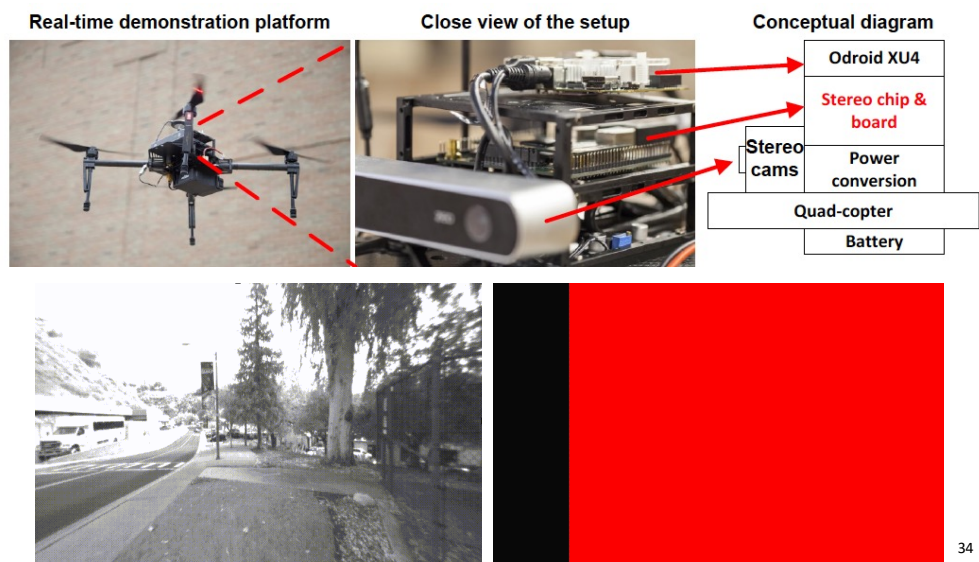 Real-time demonstration platform
Close view of the setup
Conceptual diagram
Odroid XU4
Stereo chip &
board
Stereo
cams
Power
conversion
Quad-copter
Battery
34